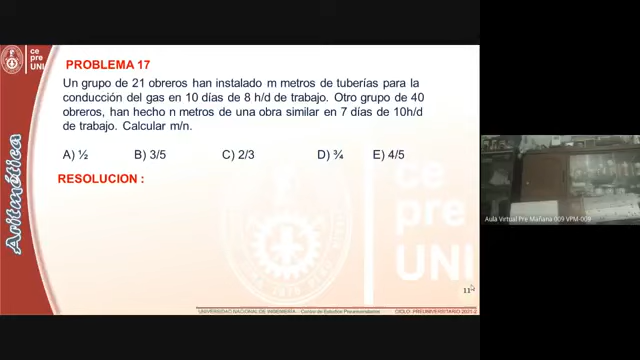 ce
pre
UNI
PROBLEMA 17
Un grupo de 21 obreros han instalado m metros de tuberías para la
conducción del gas en 10 días de 8 h/d de trabajo. Otro grupo de 40
obreros, han hecho n metros de una obra similar en 7 días de 10h/d
de trabajo. Calcular m/n.
A) ½ B) 3/5 C) 2/3 D) ¾ E) 4/5
RESOLUCION :
Aritmética
ce
pre
UNI
11
UNIVERSIDAD NACIONAL DE INGENIERIA - Centro de Estudios Preuniversitarios CICLO PREUNIVERSITARIO 2021-2
Aula Virtual Pre Mañana 009 VPM-009